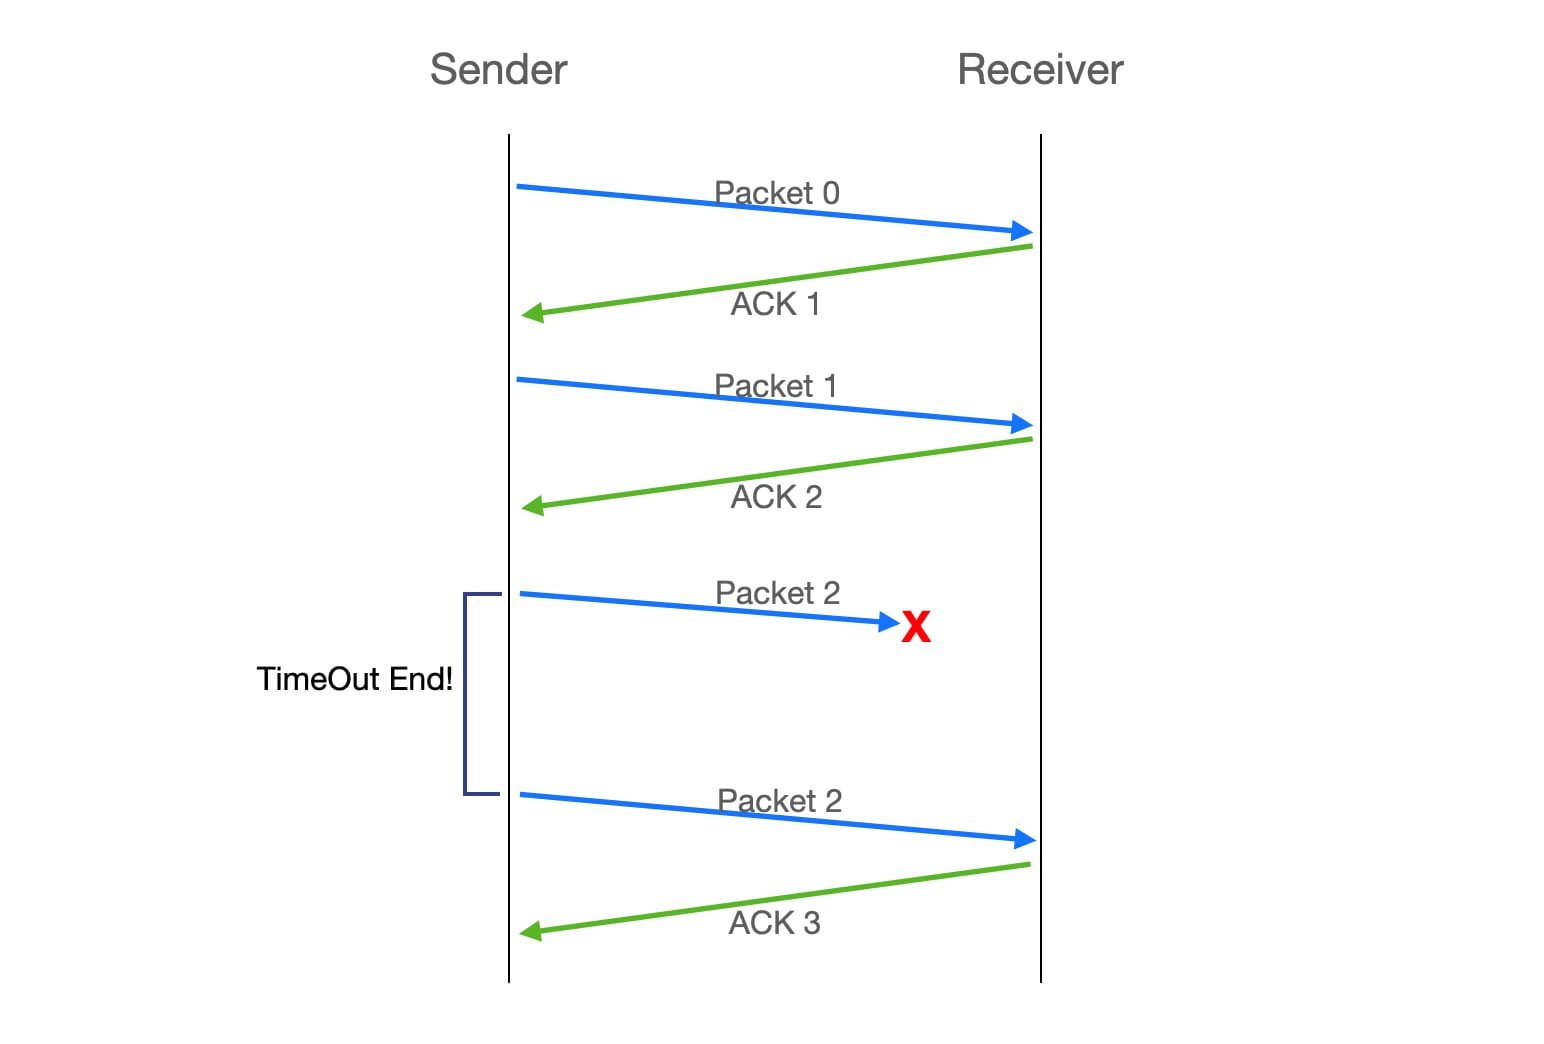 Sender
Receiver
Packet 0
ACK 1
Packet 1
ACK 2
Packet 2
X
TimeOut End!
Packet 2
ACK 3